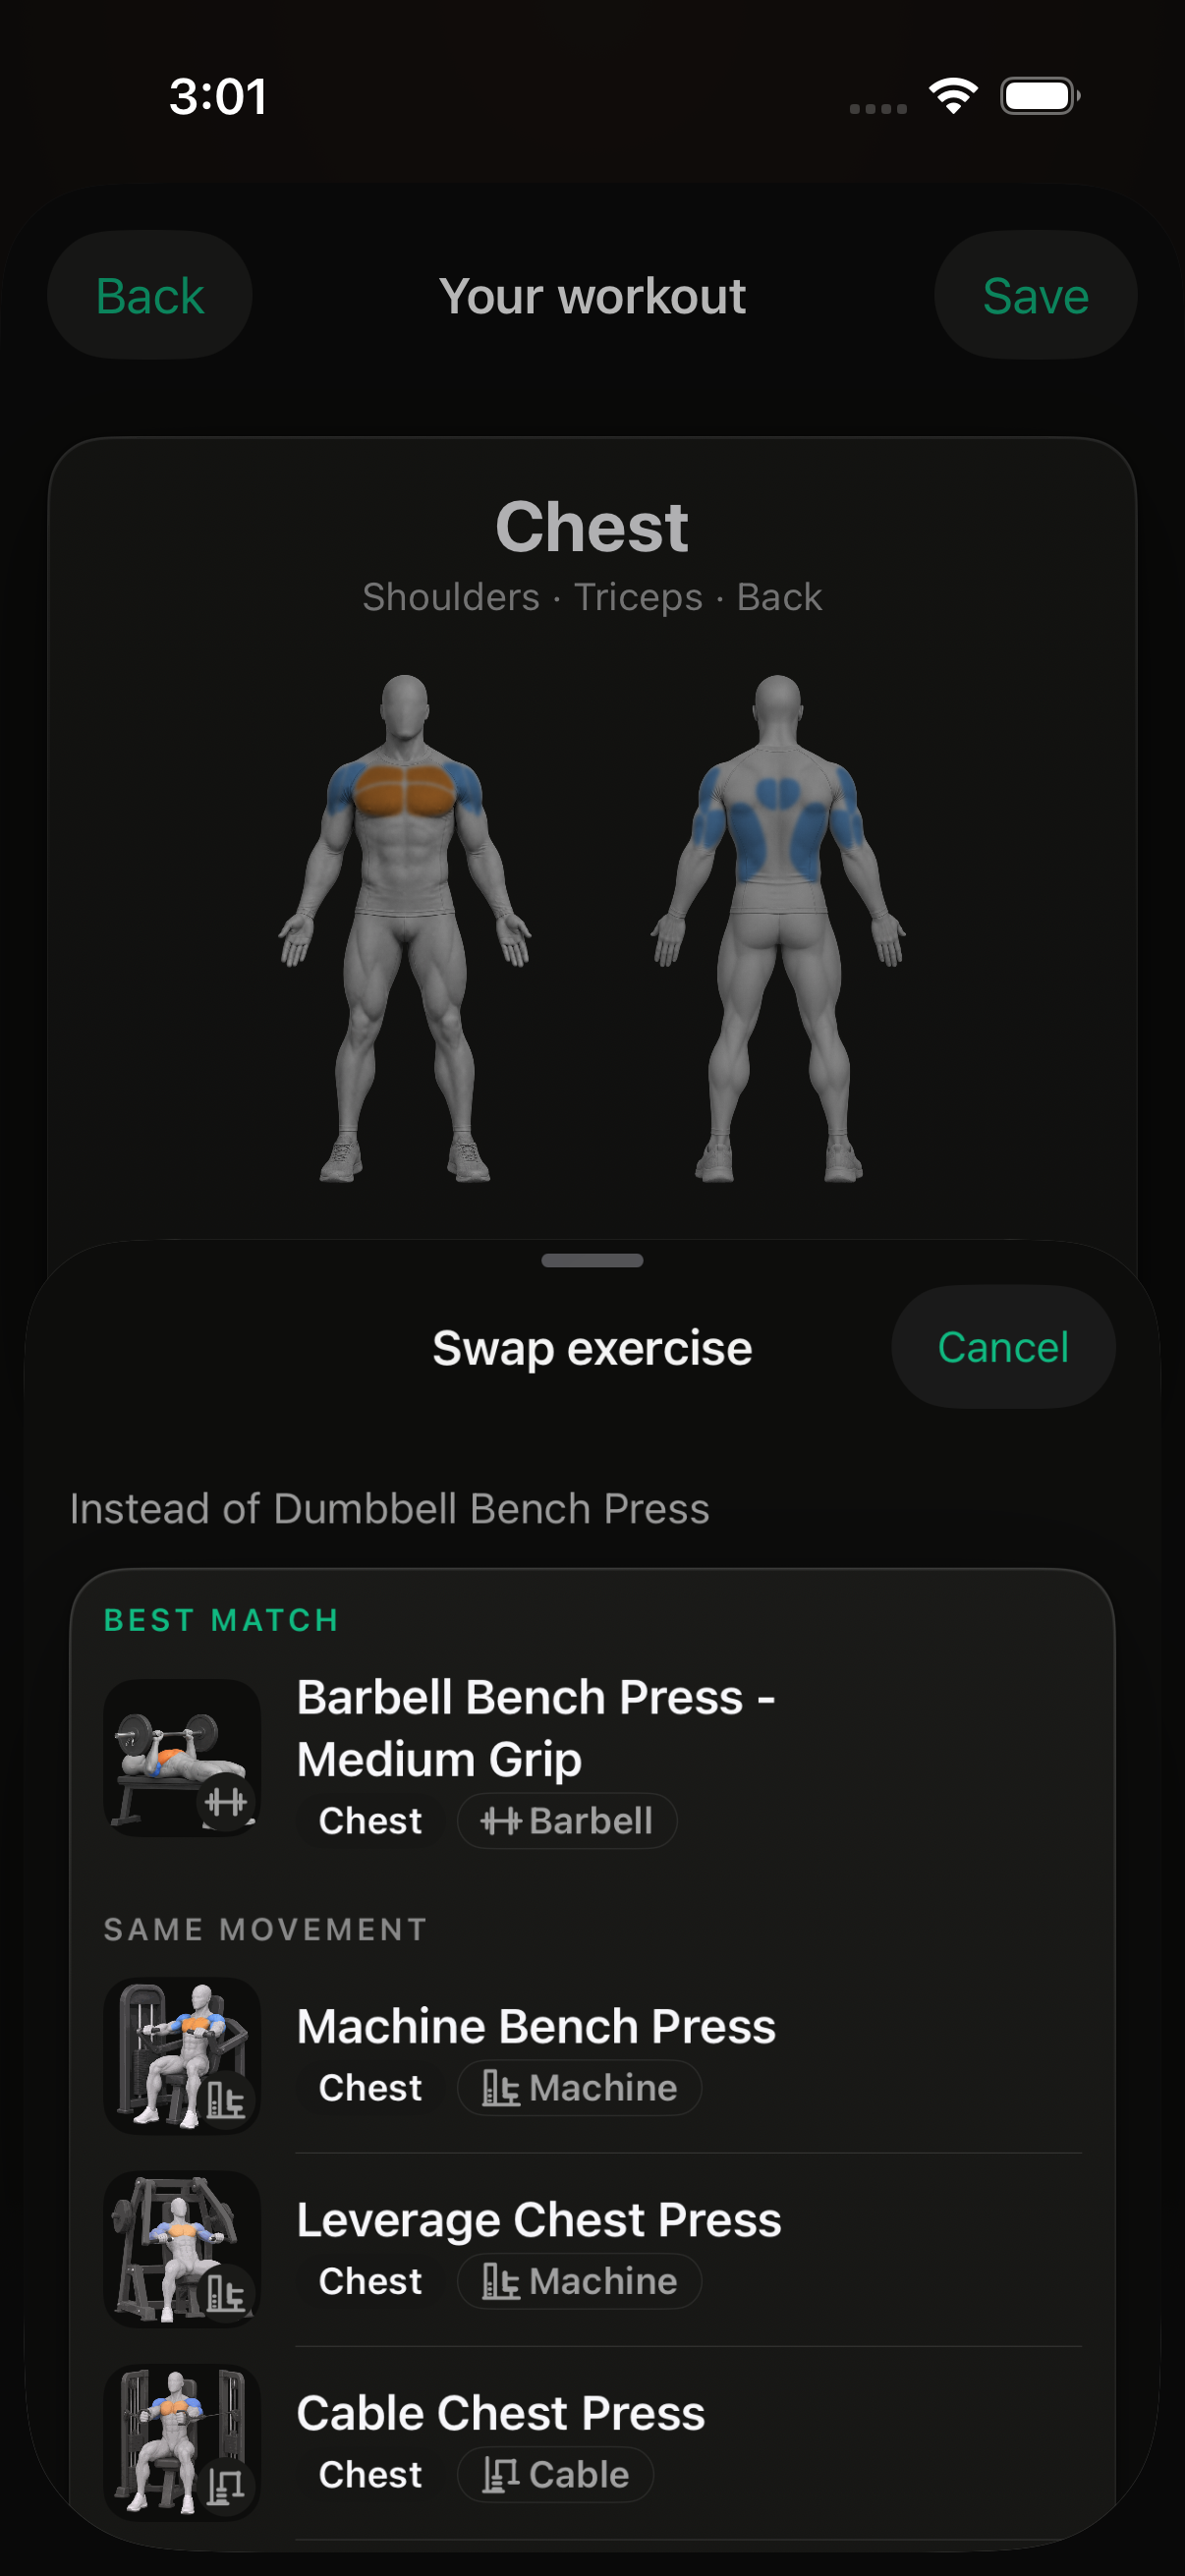 3:01
Back
Your workout
Save
Chest
Shoulders · Triceps · Back
Swap exercise
Cancel
Instead of Dumbbell Bench Press
BEST MATCH
Barbell Bench Press -
Medium Grip
Chest
Barbell
SAME MOVEMENT
Machine Bench Press
Chest
Machine
Leverage Chest Press
Chest
Machine
Cable Chest Press
Chest
Cable